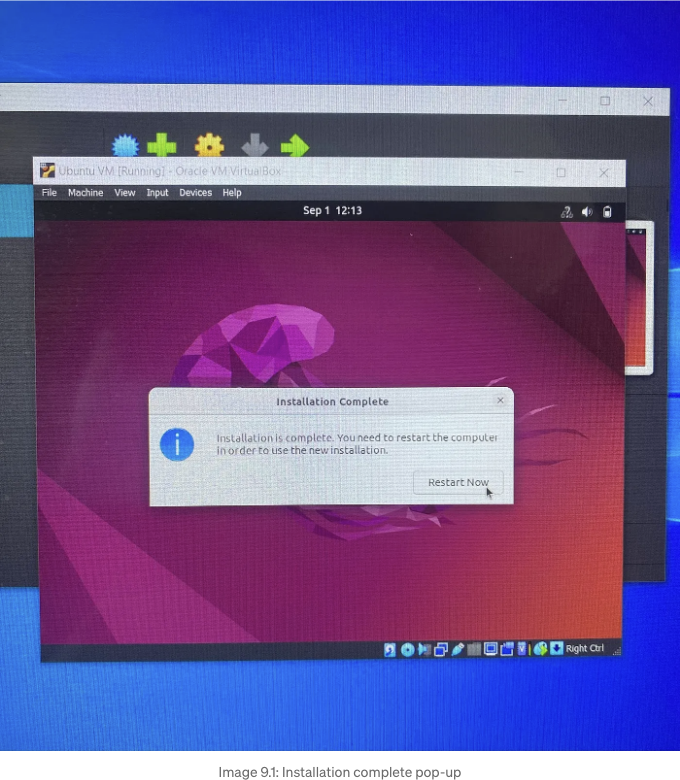 Ubuntu VM [Running] - Oracle VM VirtualBox
File Machine View Input Devices Help
Sep 1 12:13
Installation Complete
Installation is complete. You need to restart the computer
in order to use the new installation.
Restart Now
Right Ctrl
Image 9.1: Installation complete pop-up